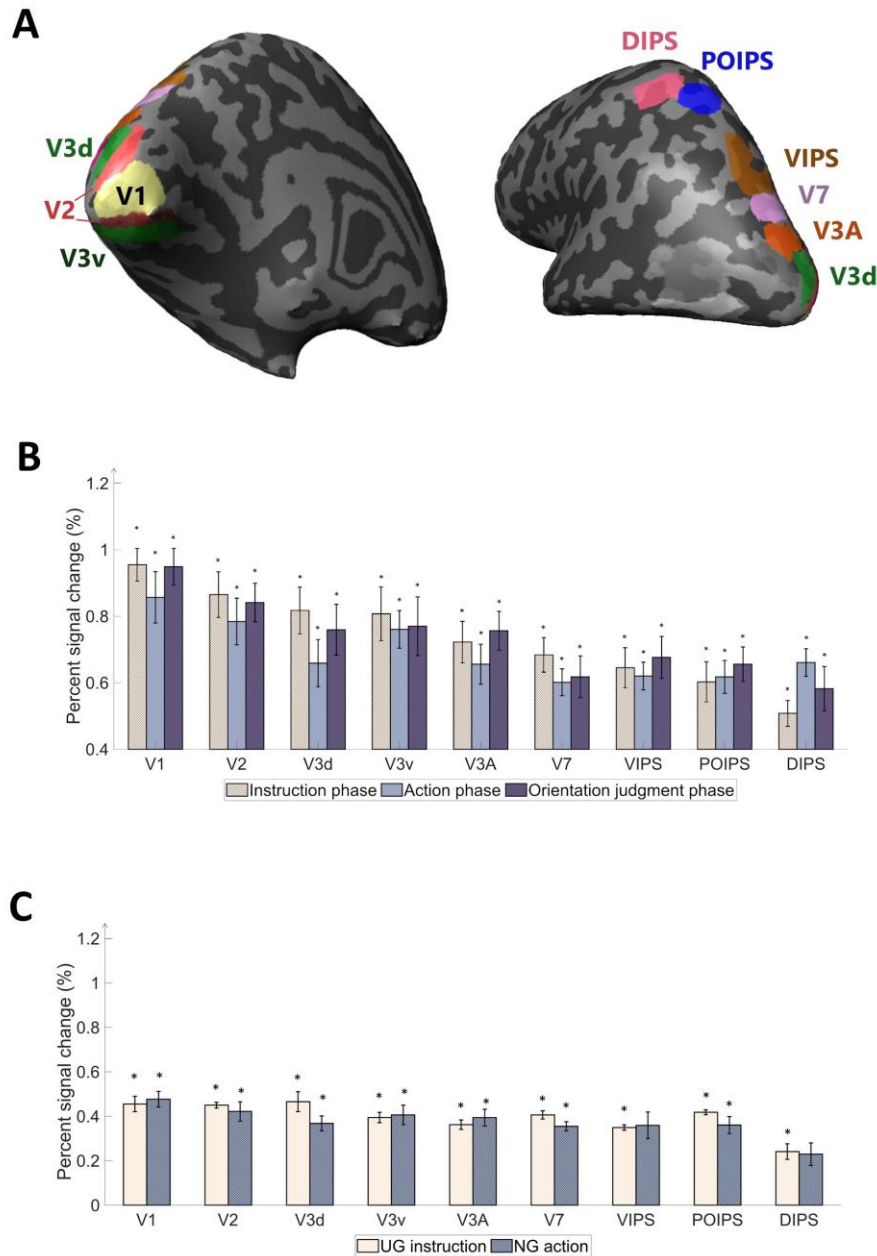 A
DIPS
POIPS
V3d
V1
V2
V3v
VIPS
V7
V3A
V3d
B
Percent signal change (%)
1.2
1
0.8
0.6
0.4
* * * * * * * * * * * * * * * * * * * * * * * * * * *
V1 V2 V3d V3v V3A V7 VIPS POIPS DIPS
Instruction phase Action phase Orientation judgment phase
C
Percent signal change (%)
1.2
1
0.8
0.6
0.4
0.2
0
* * * * * * * * * * * * * * * *
V1 V2 V3d V3v V3A V7 VIPS POIPS DIPS
UG instruction NG action